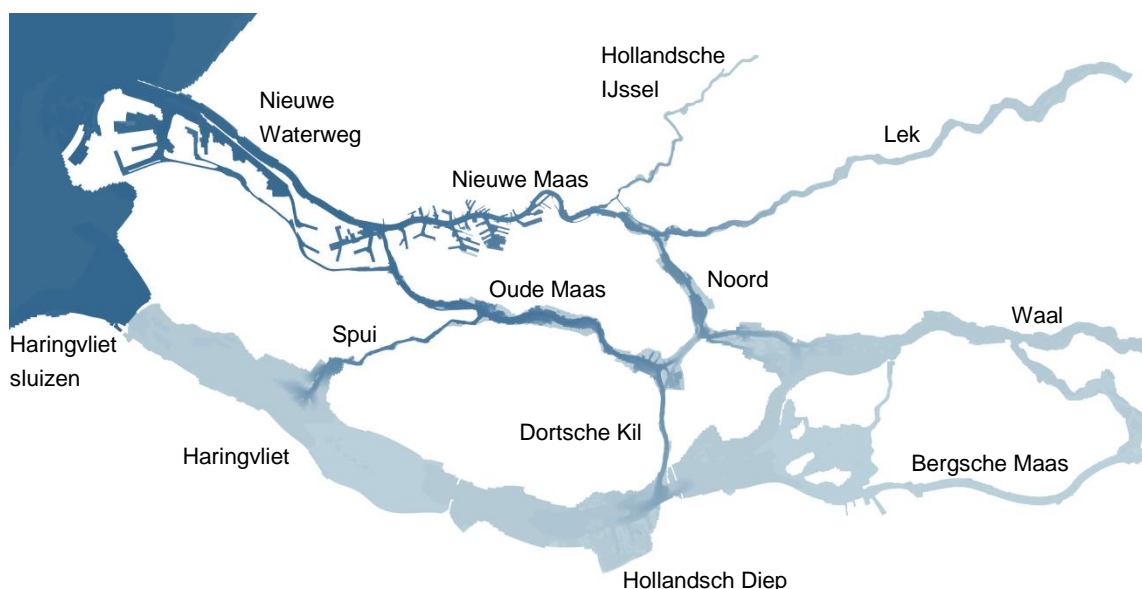 Hollandsche
IJssel
Nieuwe
Waterweg
Lek
Nieuwe Maas
Noord
Oude Maas
Waal
Spui
Haringvliet
sluizen
Dortsche Kil
Haringvliet
Bergsche Maas
Hollandsch Diep